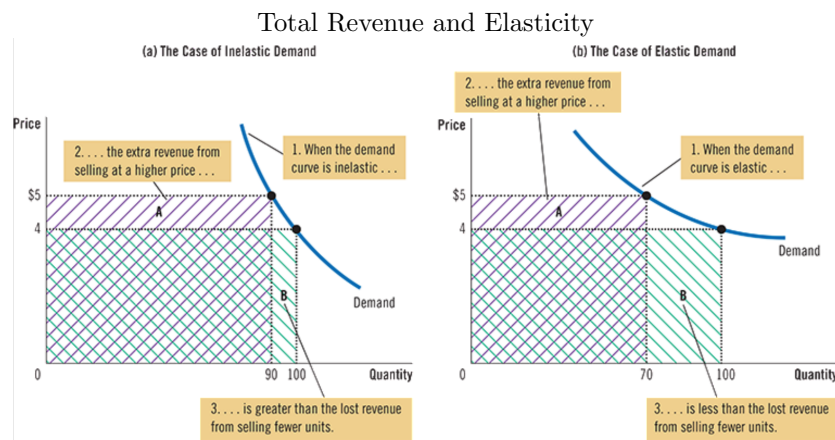 Total Revenue and Elasticity
(a) The Case of Inelastic Demand
Price
2. . . . the extra revenue from
selling at a higher price . . .
1. When the demand
curve is inelastic . . .
$5
A
4
B
Demand
0
90 100
Quantity
3. . . . is greater than the lost revenue
from selling fewer units.
(b) The Case of Elastic Demand
2. . . . the extra revenue from
selling at a higher price . . .
Price
1. When the demand
curve is elastic . . .
$5
A
4
Demand
B
0
70
100
Quantity
3. . . . is less than the lost revenue
from selling fewer units.